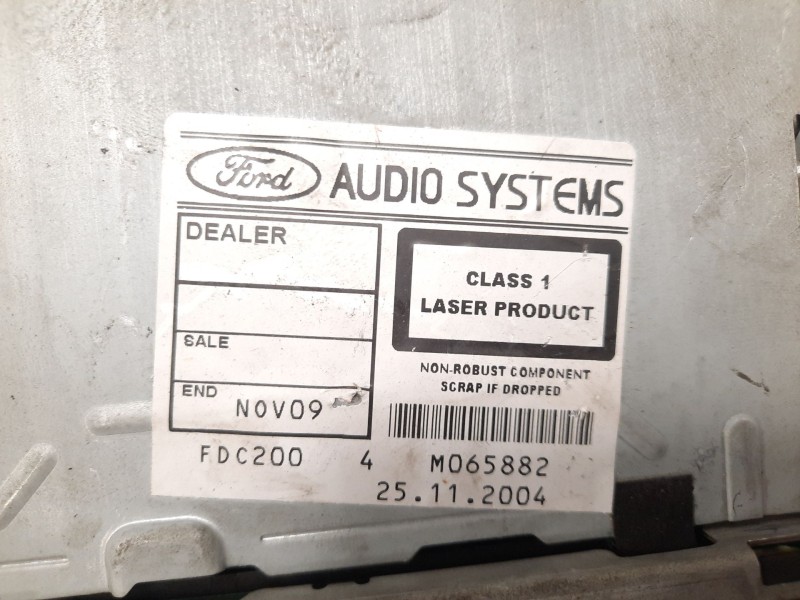 Ford AUDIO SYSTEMS
DEALER
CLASS 1
LASER PRODUCT
SALE
NON-ROBUST COMPONENT
SCRAP IF DROPPED
END NOV09
FDC200 4 M065882
25.11.2004